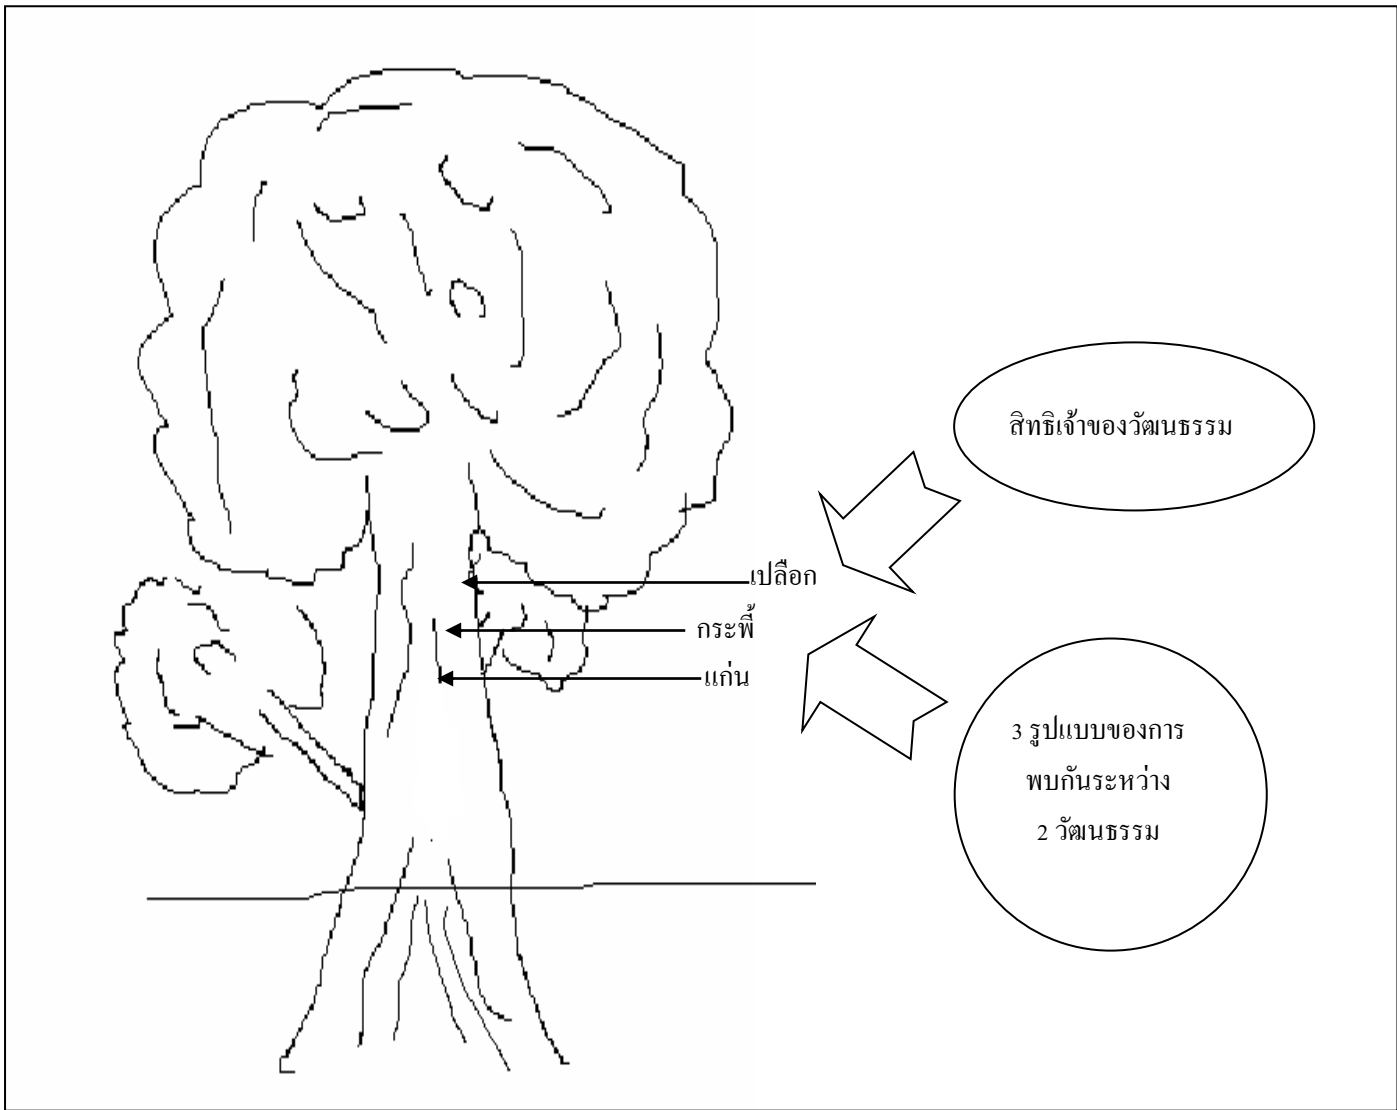 สิทธิเจ้าของวัฒนธรรม
เปลือก
กระพี้
แก่น
3 รูปแบบของการ
พบกันระหว่าง
2 วัฒนธรรม